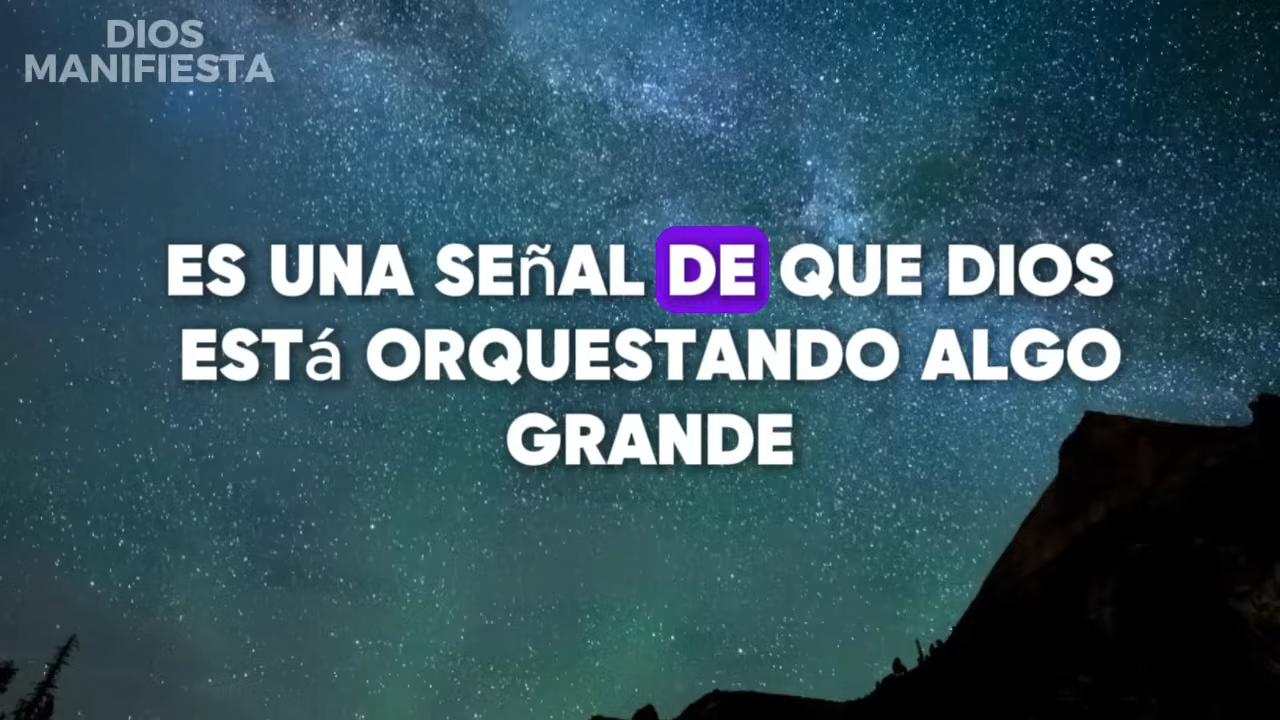 DIOS
MANIFIESTA
ES UNA SEñAL DE QUE DIOS
ESTá ORQUESTANDO ALGO
GRANDE